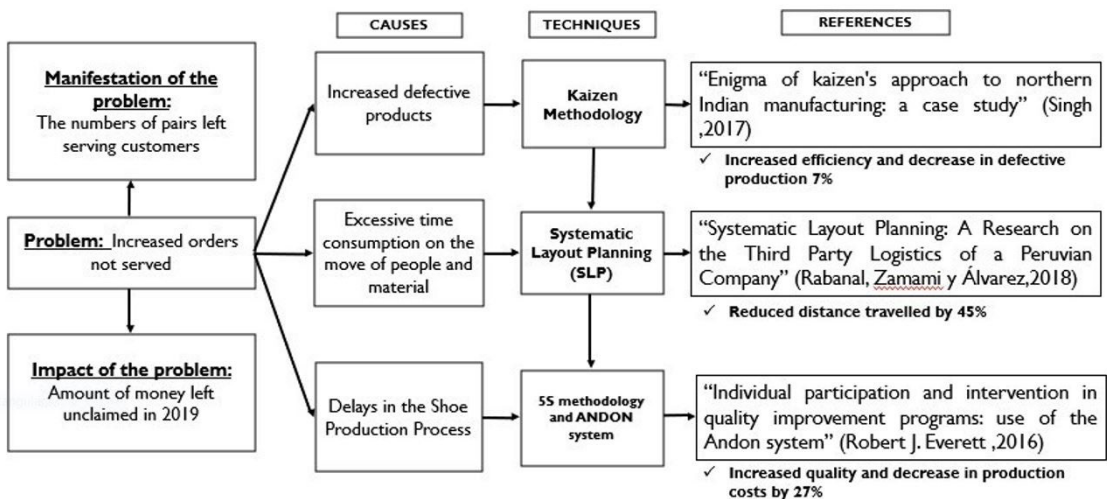 CAUSES
TECHNIQUES
REFERENCES
Manifestation of the
problem:
The numbers of pairs left
serving customers
Problem: Increased orders
not served
Impact of the problem:
Amount of money left
unclaimed in 2019
Increased defective
products
Kaizen
Methodology
“Enigma of kaizen's approach to northern
Indian manufacturing: a case study” (Singh
,2017)
✓ Increased efficiency and decrease in defective
production 7%
Excessive time
consumption on the
move of people and
material
Systematic
Layout Planning
(SLP)
“Systematic Layout Planning: A Research on
the Third Party Logistics of a Peruvian
Company” (Rabanal, Zamami y Álvarez,2018)
✓ Reduced distance travelled by 45%
Delays in the Shoe
Production Process
5S methodology
and ANDON
system
“Individual participation and intervention in
quality improvement programs: use of the
Andon system” (Robert J. Everett ,2016)
✓ Increased quality and decrease in production
costs by 27%